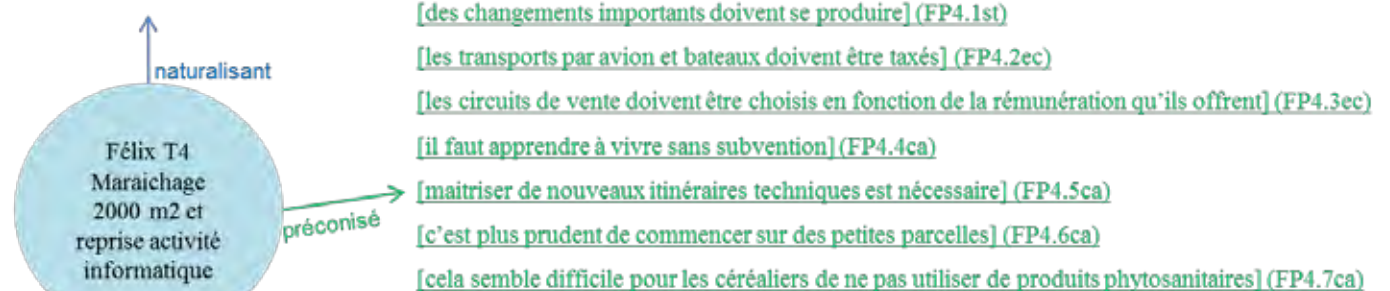 [des changements importants doivent se produire] (FP4.1st)
[les transports par avion et bateaux doivent être taxés] (FP4.2ec)
naturalisant
[les circuits de vente doivent être choisis en fonction de la rémunération qu'ils offrent] (FP4.3ec)
Félix T4
Maraichage
2000 m2 et
reprise activité
informatique
[il faut apprendre à vivre sans subvention] (FP4.4ca)
[maitriser de nouveaux itinéraires techniques est nécessaire] (FP4.5ca)
préconisé
[c'est plus prudent de commencer sur des petites parcelles] (FP4.6ca)
[cela semble difficile pour les céréaliers de ne pas utiliser de produits phytosanitaires] (FP4.7ca)